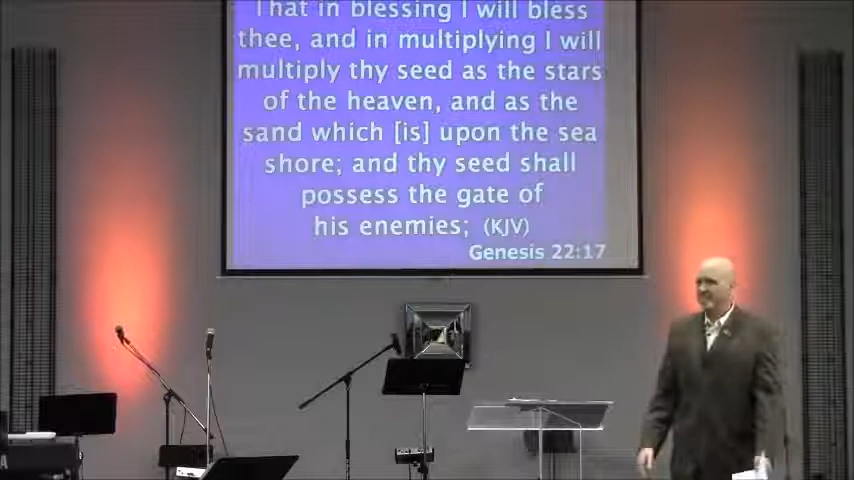 That in blessing I will bless
thee, and in multiplying I will
multiply thy seed as the stars
of the heaven, and as the
sand which [is] upon the sea
shore; and thy seed shall
possess the gate of
his enemies; (KJV)
Genesis 22:17